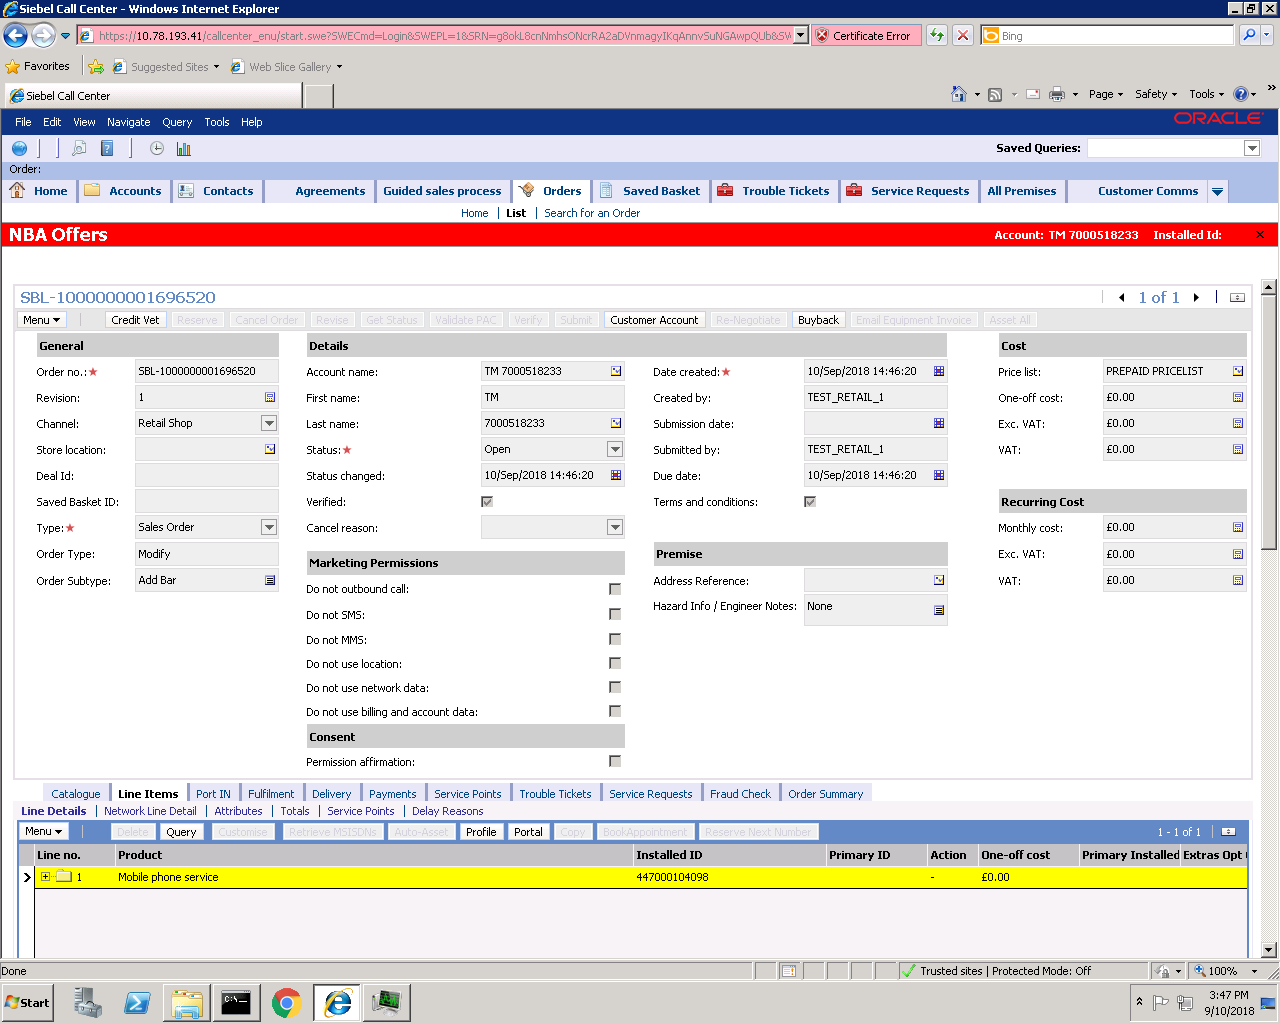 Siebel Call Center - Windows Internet Explorer
https://10.78.193.41/callcenter_enu/start.swe?SWECmd=Login&SWEPL=1&SRN=
Certificate Error
Bing
Favorites
Suggested Sites
Web Slice Gallery
Siebel Call Center
Page
Safety
Tools
File Edit View Navigate Query Tools Help
ORACLE
Saved Queries:
Order:
Home
Accounts
Contacts
Agreements
Guided sales process
Orders
Saved Basket
Trouble Tickets
Service Requests
All Premises
Customer Comms
Home | List | Search for an Order
NBA Offers
Account: TM 7000518233 Installed Id:
SBL-1000000001696520
1 of 1
Menu
Credit Vet
Reserve
Cancel Order
Revise
Get Status
Validate PAC
Verify
Submit
Customer Account
Re-Negotiate
Buyback
Email Equipment Invoice
Asset All
General
Order no.:★ SBL-1000000001696520
Revision: 1
Channel: Retail Shop
Store location:
Deal Id:
Saved Basket ID:
Type:★ Sales Order
Order Type: Modify
Order Subtype: Add Bar
Details
Account name: TM 7000518233
First name: TM
Last name: 7000518233
Status:★ Open
Status changed: 10/Sep/2018 14:46:20
Verified:
Cancel reason:
Marketing Permissions
Do not outbound call:
Do not SMS:
Do not MMS:
Do not use location:
Do not use network data:
Do not use billing and account data:
Consent
Permission affirmation:
Date created:★ 10/Sep/2018 14:46:20
Created by: TEST_RETAIL_1
Submission date:
Submitted by: TEST_RETAIL_1
Due date: 10/Sep/2018 14:46:20
Terms and conditions:
Premise
Address Reference:
Hazard Info / Engineer Notes: None
Cost
Price list: PREPAID PRICELIST
One-off cost: £0.00
Exc. VAT: £0.00
VAT: £0.00
Recurring Cost
Monthly cost: £0.00
Exc. VAT: £0.00
VAT: £0.00
Catalogue
Line Items
Port IN
Fulfilment
Delivery
Payments
Service Points
Trouble Tickets
Service Requests
Fraud Check
Order Summary
Line Details | Network Line Detail | Attributes | Totals | Service Points | Delay Reasons
Menu
Delete
Query
Customise
Retrieve MSISDNs
Auto-Asset
Profile
Portal
Copy
BookAppointment
Reserve Next Number
1 - 1 of 1
Line no. Product Installed ID Primary ID Action One-off cost Primary Installed Extras Opt
1 Mobile phone service 447000104098 - £0.00
Done
Trusted sites | Protected Mode: Off
100%
Start
3:47 PM
9/10/2018